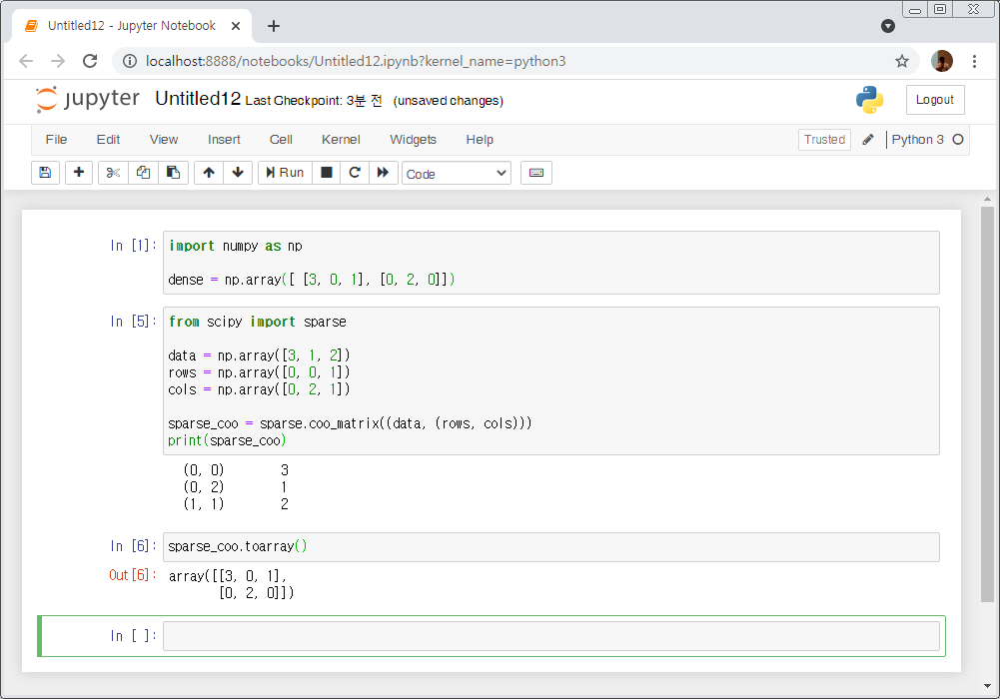 Untitled12 - Jupyter Notebook
localhost:8888/notebooks/Untitled12.ipynb?kernel_name=python3
jupyter Untitled12 Last Checkpoint: 3분 전 (unsaved changes) Logout
File Edit View Insert Cell Kernel Widgets Help Trusted Python 3
Run Code
In [1]: import numpy as np
dense = np.array([ [3, 0, 1], [0, 2, 0]])
In [5]: from scipy import sparse
data = np.array([3, 1, 2])
rows = np.array([0, 0, 1])
cols = np.array([0, 2, 1])
sparse_coo = sparse.coo_matrix((data, (rows, cols)))
print(sparse_coo)
(0, 0) 3
(0, 2) 1
(1, 1) 2
In [6]: sparse_coo.toarray()
Out[6]: array([[3, 0, 1],
[0, 2, 0]])
In [ ]: